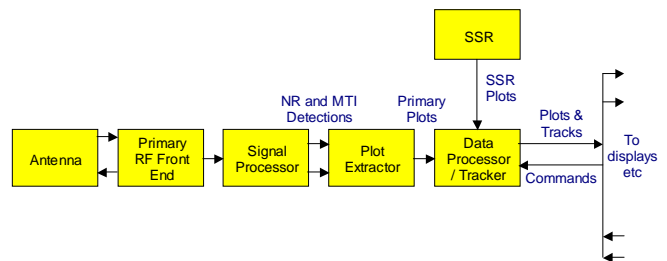 SSR
NR and MTI
Detections
Primary
Plots
SSR
Plots
Plots &
Tracks
Antenna
Primary
RF Front
End
Signal
Processor
Plot
Extractor
Data
Processor
/ Tracker
Commands
To
displays
etc